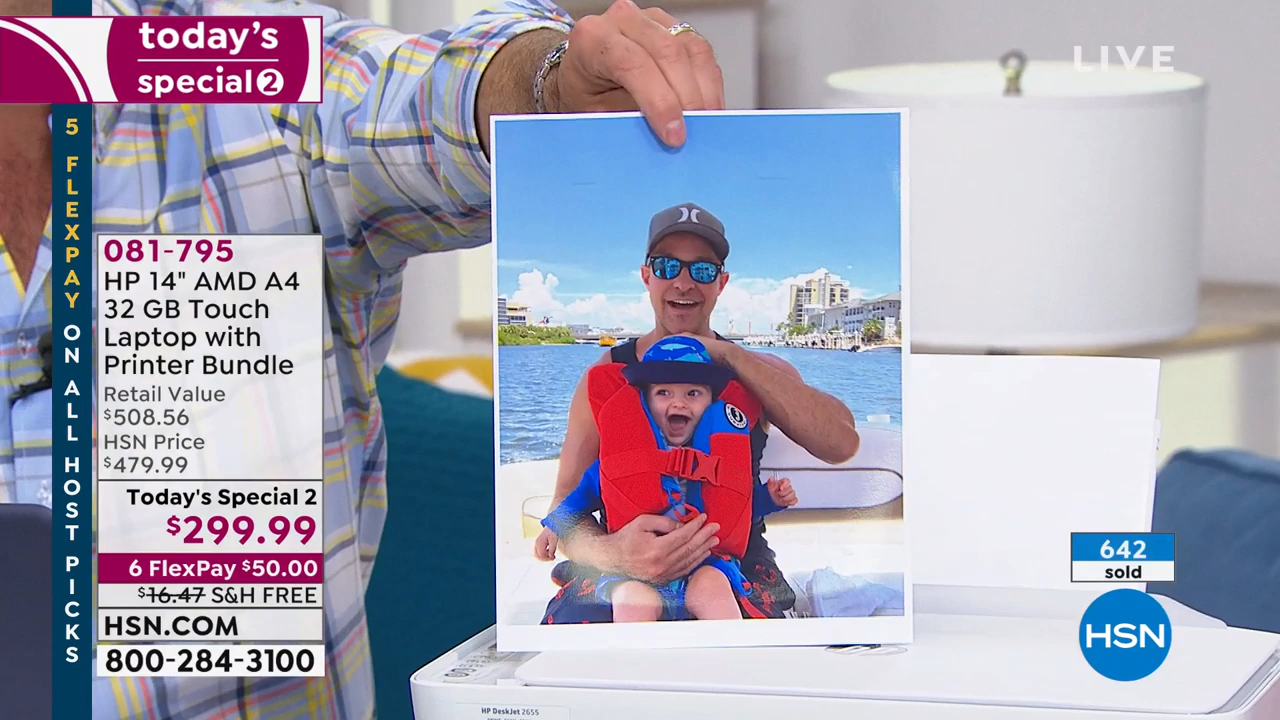 today's
special2
LIVE
5 FLEXPAY ON ALL HOST PICKS
081-795
HP 14" AMD A4
32 GB Touch
Laptop with
Printer Bundle
Retail Value
$508.56
HSN Price
$479.99
Today's Special 2
$299.99
6 FlexPay $50.00
$16.47 S&H FREE
HSN.COM
800-284-3100
642
sold
HSN
HP DeskJet 2655